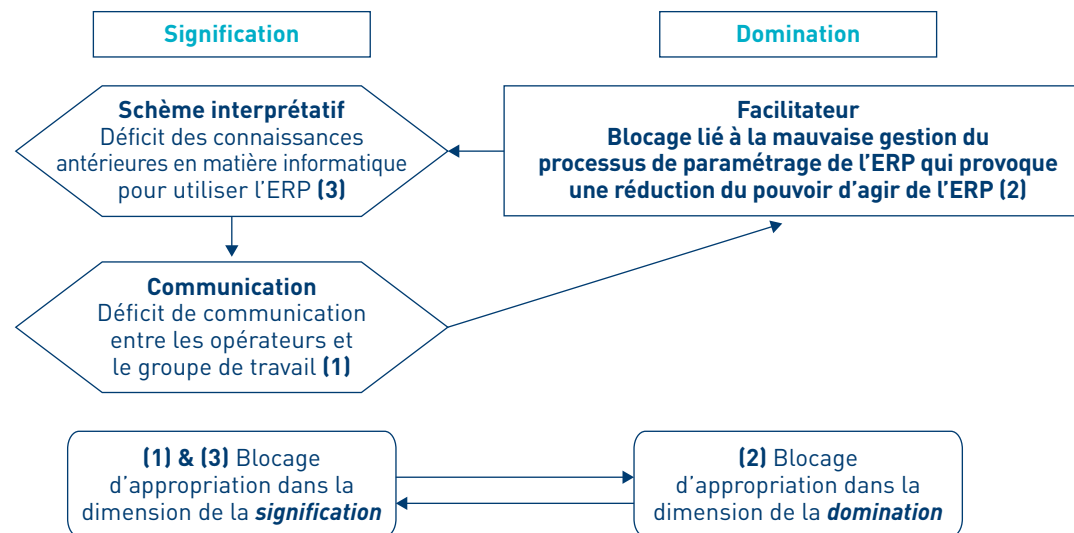 Signification
Domination
Schème interprétatif
Déficit des connaissances
antérieures en matière informatique
pour utiliser l’ERP (3)
Facilitateur
Blocage lié à la mauvaise gestion du
processus de paramétrage de l’ERP qui provoque
une réduction du pouvoir d’agir de l’ERP (2)
Communication
Déficit de communication
entre les opérateurs et
le groupe de travail (1)
(1) & (3) Blocage
d’appropriation dans la
dimension de la signification
(2) Blocage
d’appropriation dans la
dimension de la domination